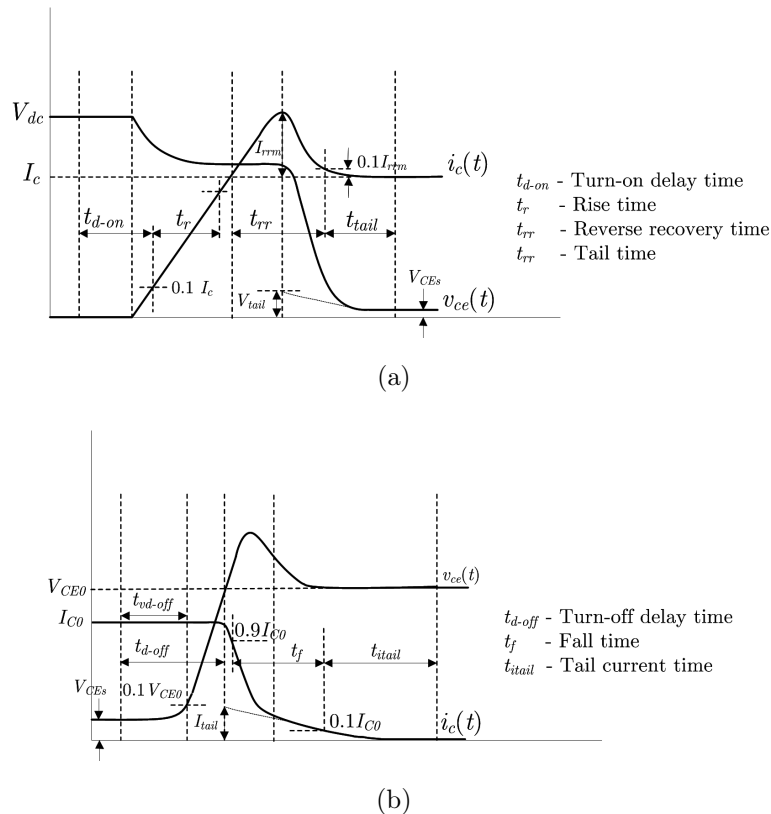 V_dc
I_c
t_d-on
t_r
t_rr
t_tail
I_rrm
0.1I_rrm
i_c(t)
0.1 I_c
V_tail
V_CEs
v_ce(t)
t_d-on - Turn-on delay time
t_r - Rise time
t_rr - Reverse recovery time
t_rr - Tail time
(a)
V_CE0
I_C0
t_vd-off
t_d-off
0.9I_C0
t_f
t_itail
v_ce(t)
V_CEs
0.1V_CE0
I_tail
0.1I_C0
i_c(t)
t_d-off - Turn-off delay time
t_f - Fall time
t_itail - Tail current time
(b)